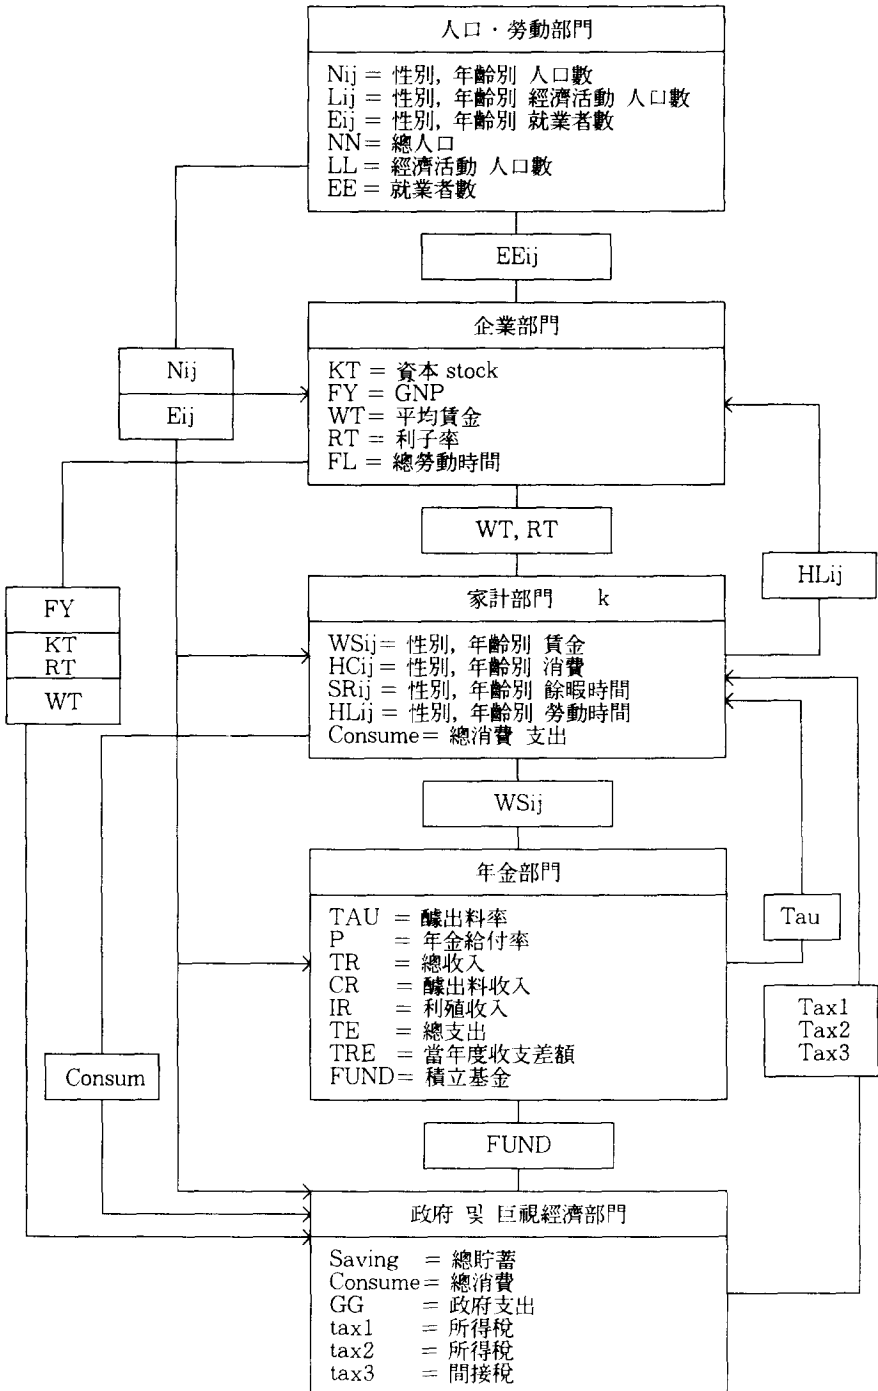 人口 · 勞動部門
Nij = 性別, 年齡別 人口數
Lij = 性別, 年齡別 經濟活動 人口數
Eij = 性別, 年齡別 就業者數
NN = 總人口
LL = 經濟活動 人口數
EE = 就業者數
EEij
企業部門
KT = 資本 stock
FY = GNP
WT= 平均賃金
RT = 利子率
FL = 總勞動時間
Nij
Eij
WT, RT
HLij
FY
KT
RT
WT
家計部門 k
WSij= 性別, 年齡別 賃金
HCij= 性別, 年齡別 消費
SRij = 性別, 年齡別 餘暇時間
HLij = 性別, 年齡別 勞動時間
Consume= 總消費 支出
WSij
年金部門
TAU = 醵出料率
P = 年金給付率
TR = 總收入
CR = 醵出料收入
IR = 利殖收入
TE = 總支出
TRE = 當年度收支差額
FUND= 積立基金
Tau
Tax1
Tax2
Tax3
Consum
FUND
政府 및 巨視經濟部門
Saving = 總貯蓄
Consume= 總消費
GG = 政府支出
tax1 = 所得稅
tax2 = 所得稅
tax3 = 間接稅